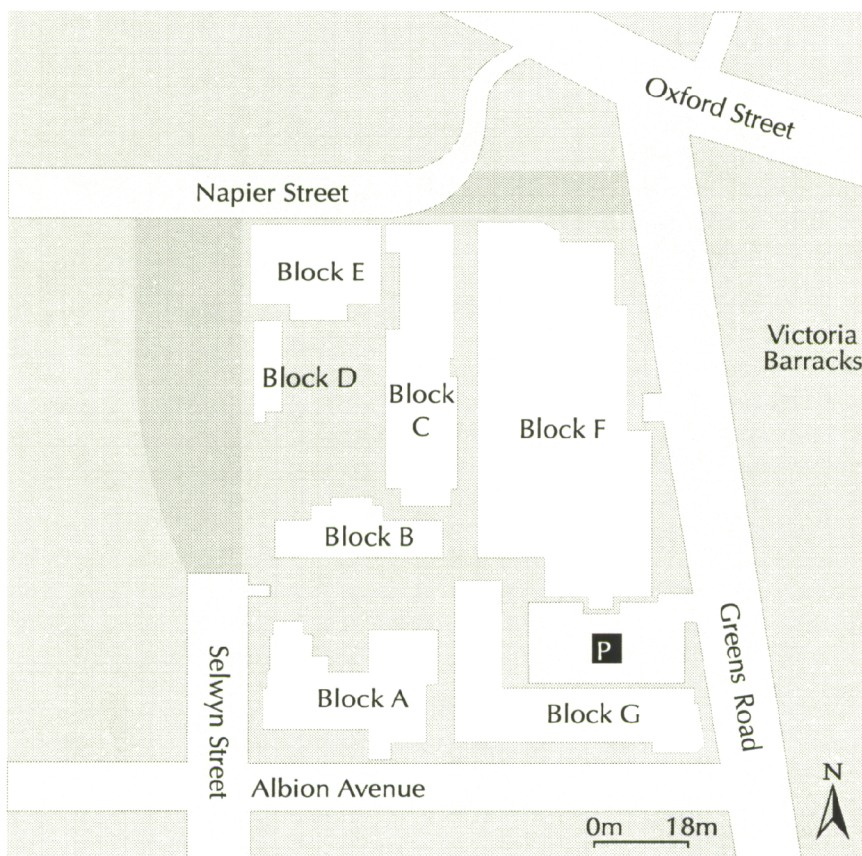 Oxford Street
Napier Street
Block E
Victoria
Barracks
Block D
Block
C
Block F
Block B
P
Greens Road
Selwyn Street
Block A
Block G
Albion Avenue
N
0m 18m